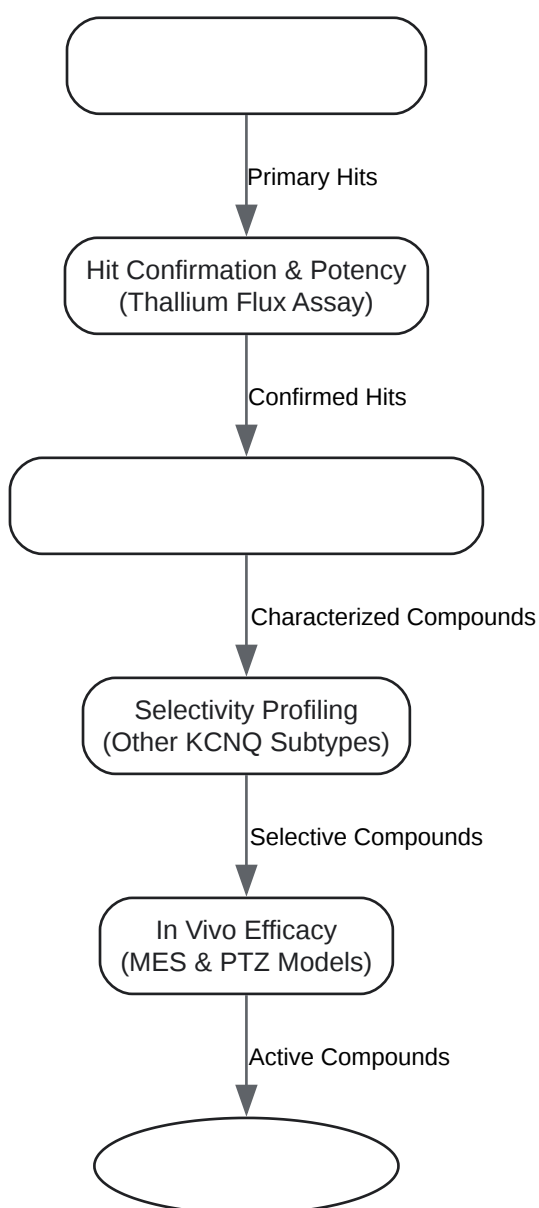 Primary Hits
Hit Confirmation & Potency
(Thallium Flux Assay)
Confirmed Hits
Characterized Compounds
Selectivity Profiling
(Other KCNQ Subtypes)
Selective Compounds
In Vivo Efficacy
(MES & PTZ Models)
Active Compounds